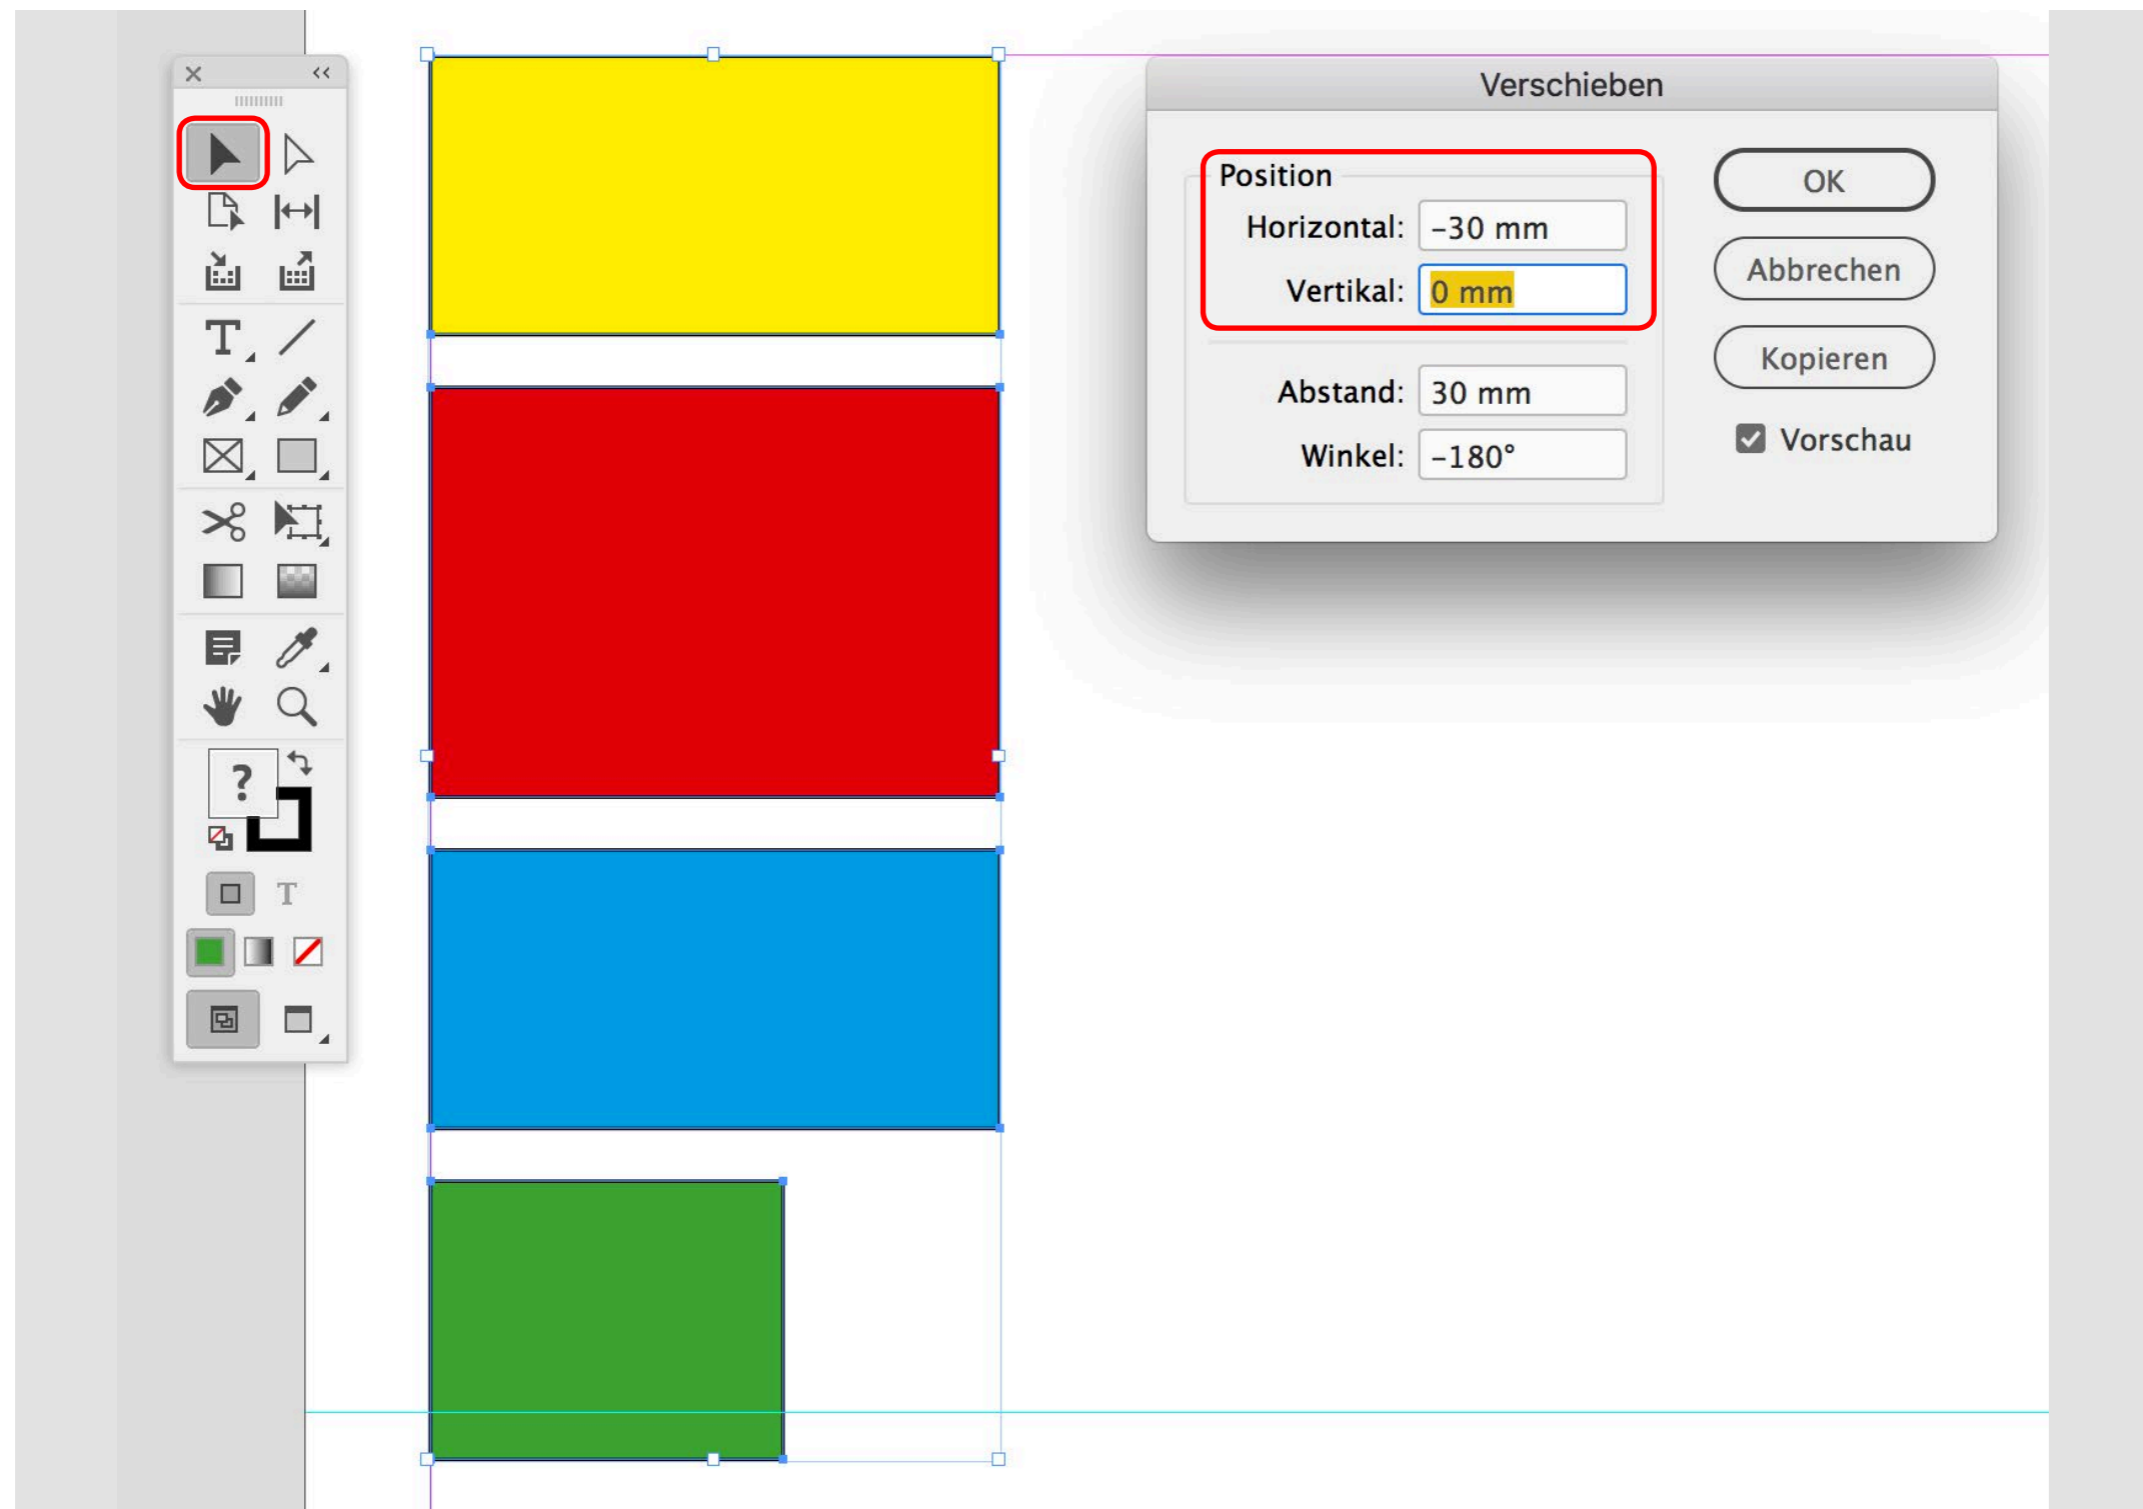 Verschieben
Position
Horizontal: -30 mm
Vertikal: 0 mm
Abstand: 30 mm
Winkel: -180°
OK
Abbrechen
Kopieren
Vorschau
T
?
T